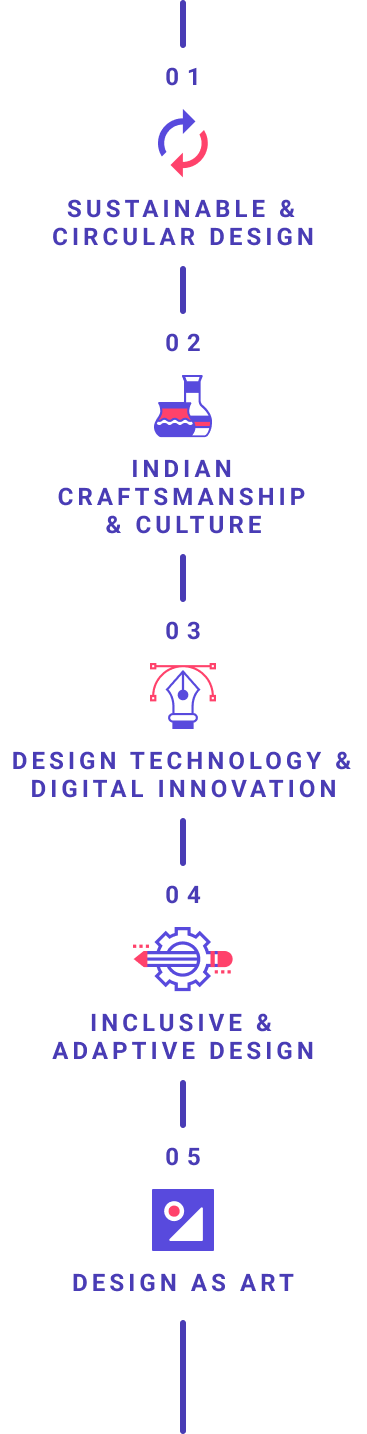 01
SUSTAINABLE &
CIRCULAR DESIGN
02
INDIAN
CRAFTSMANSHIP
& CULTURE
03
DESIGN TECHNOLOGY &
DIGITAL INNOVATION
04
INCLUSIVE &
ADAPTIVE DESIGN
05
DESIGN AS ART